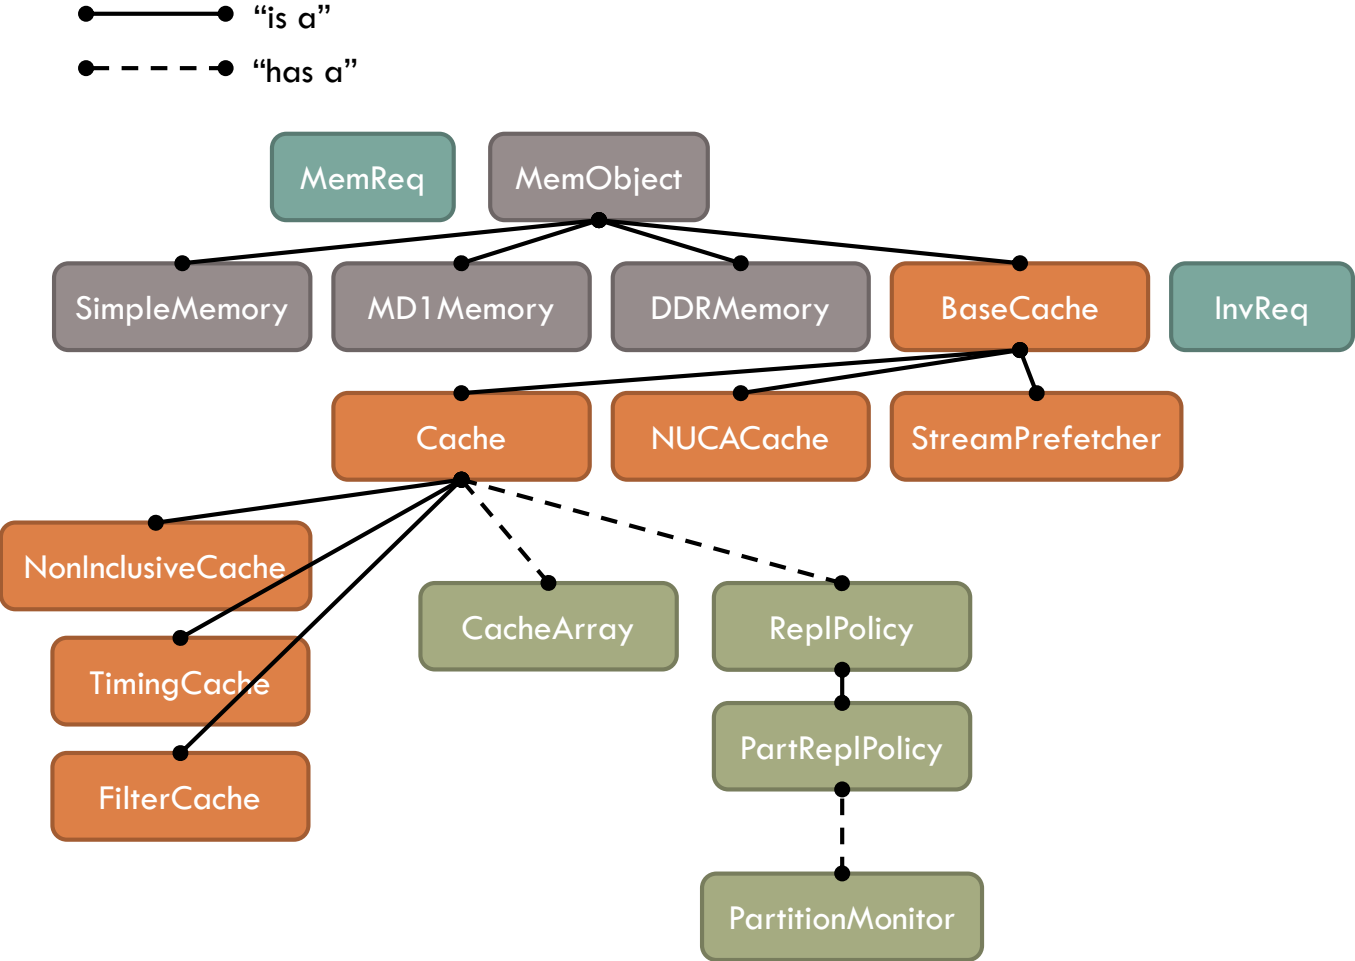 “is a”
“has a”
MemReq
MemObject
SimpleMemory
MD1Memory
DDRMemory
BaseCache
InvReq
Cache
NUCACache
StreamPrefetcher
NonInclusiveCache
CacheArray
ReplPolicy
TimingCache
PartReplPolicy
FilterCache
PartitionMonitor